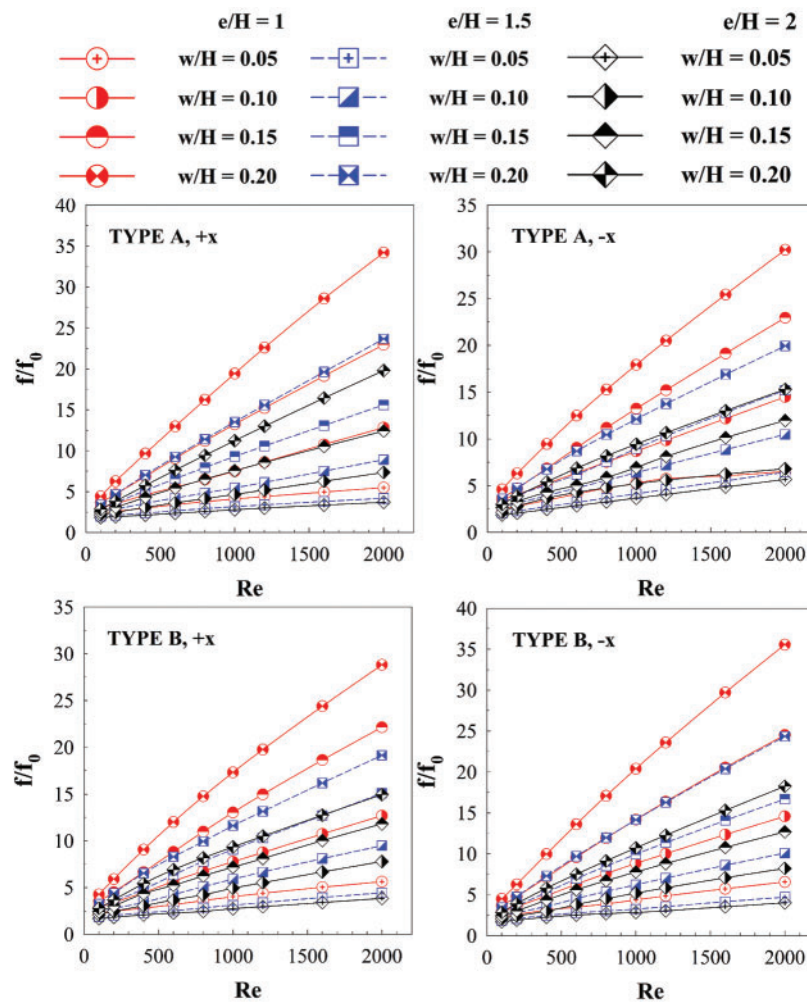 e/H = 1 e/H = 1.5 e/H = 2
w/H = 0.05 w/H = 0.05 w/H = 0.05
w/H = 0.10 w/H = 0.10 w/H = 0.10
w/H = 0.15 w/H = 0.15 w/H = 0.15
w/H = 0.20 w/H = 0.20 w/H = 0.20
TYPE A, +x
f/f0
40
35
30
25
20
15
10
5
0
0 500 1000 1500 2000
Re
TYPE A, -x
f/f0
35
30
25
20
15
10
5
0
0 500 1000 1500 2000
Re
TYPE B, +x
f/f0
35
30
25
20
15
10
5
0
0 500 1000 1500 2000
Re
TYPE B, -x
f/f0
40
35
30
25
20
15
10
5
0
0 500 1000 1500 2000
Re